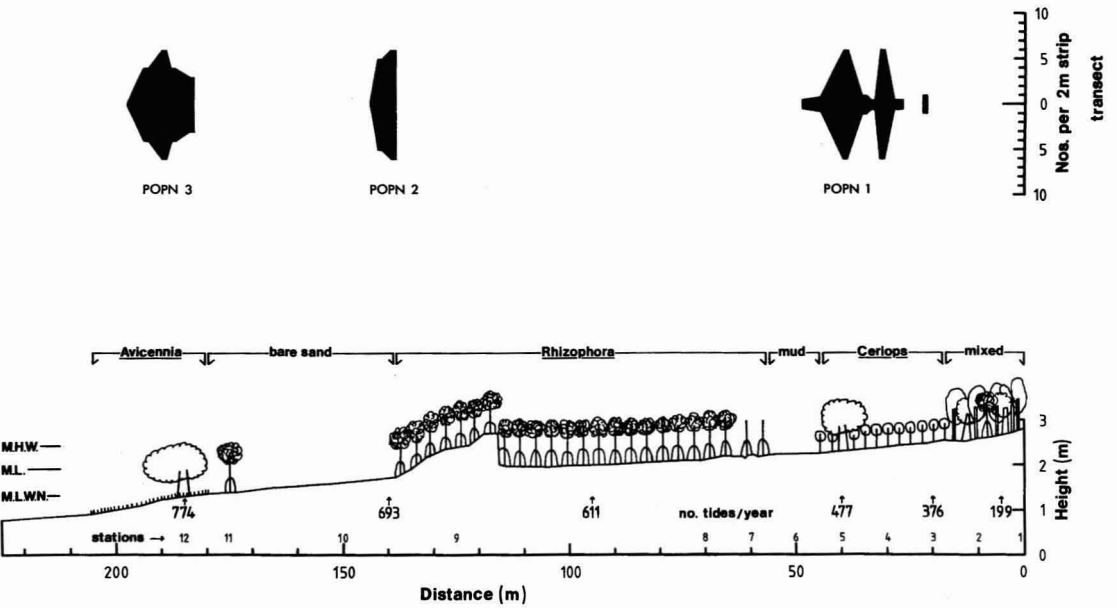 10
5
0
5
10
Nos. per 2m strip
transect
POPN 3
POPN 2
POPN 1
Avicennia
bare sand
Rhizophora
mud
Ceriops
mixed
M.H.W.
M.L.
M.L.W.N.
3
2
1
0
Height (m)
774
693
611
no. tides/year
477
376
199
stations → 12 11 10 9 8 7 6 5 4 3 2 1
200 150 100 50 0
Distance (m)